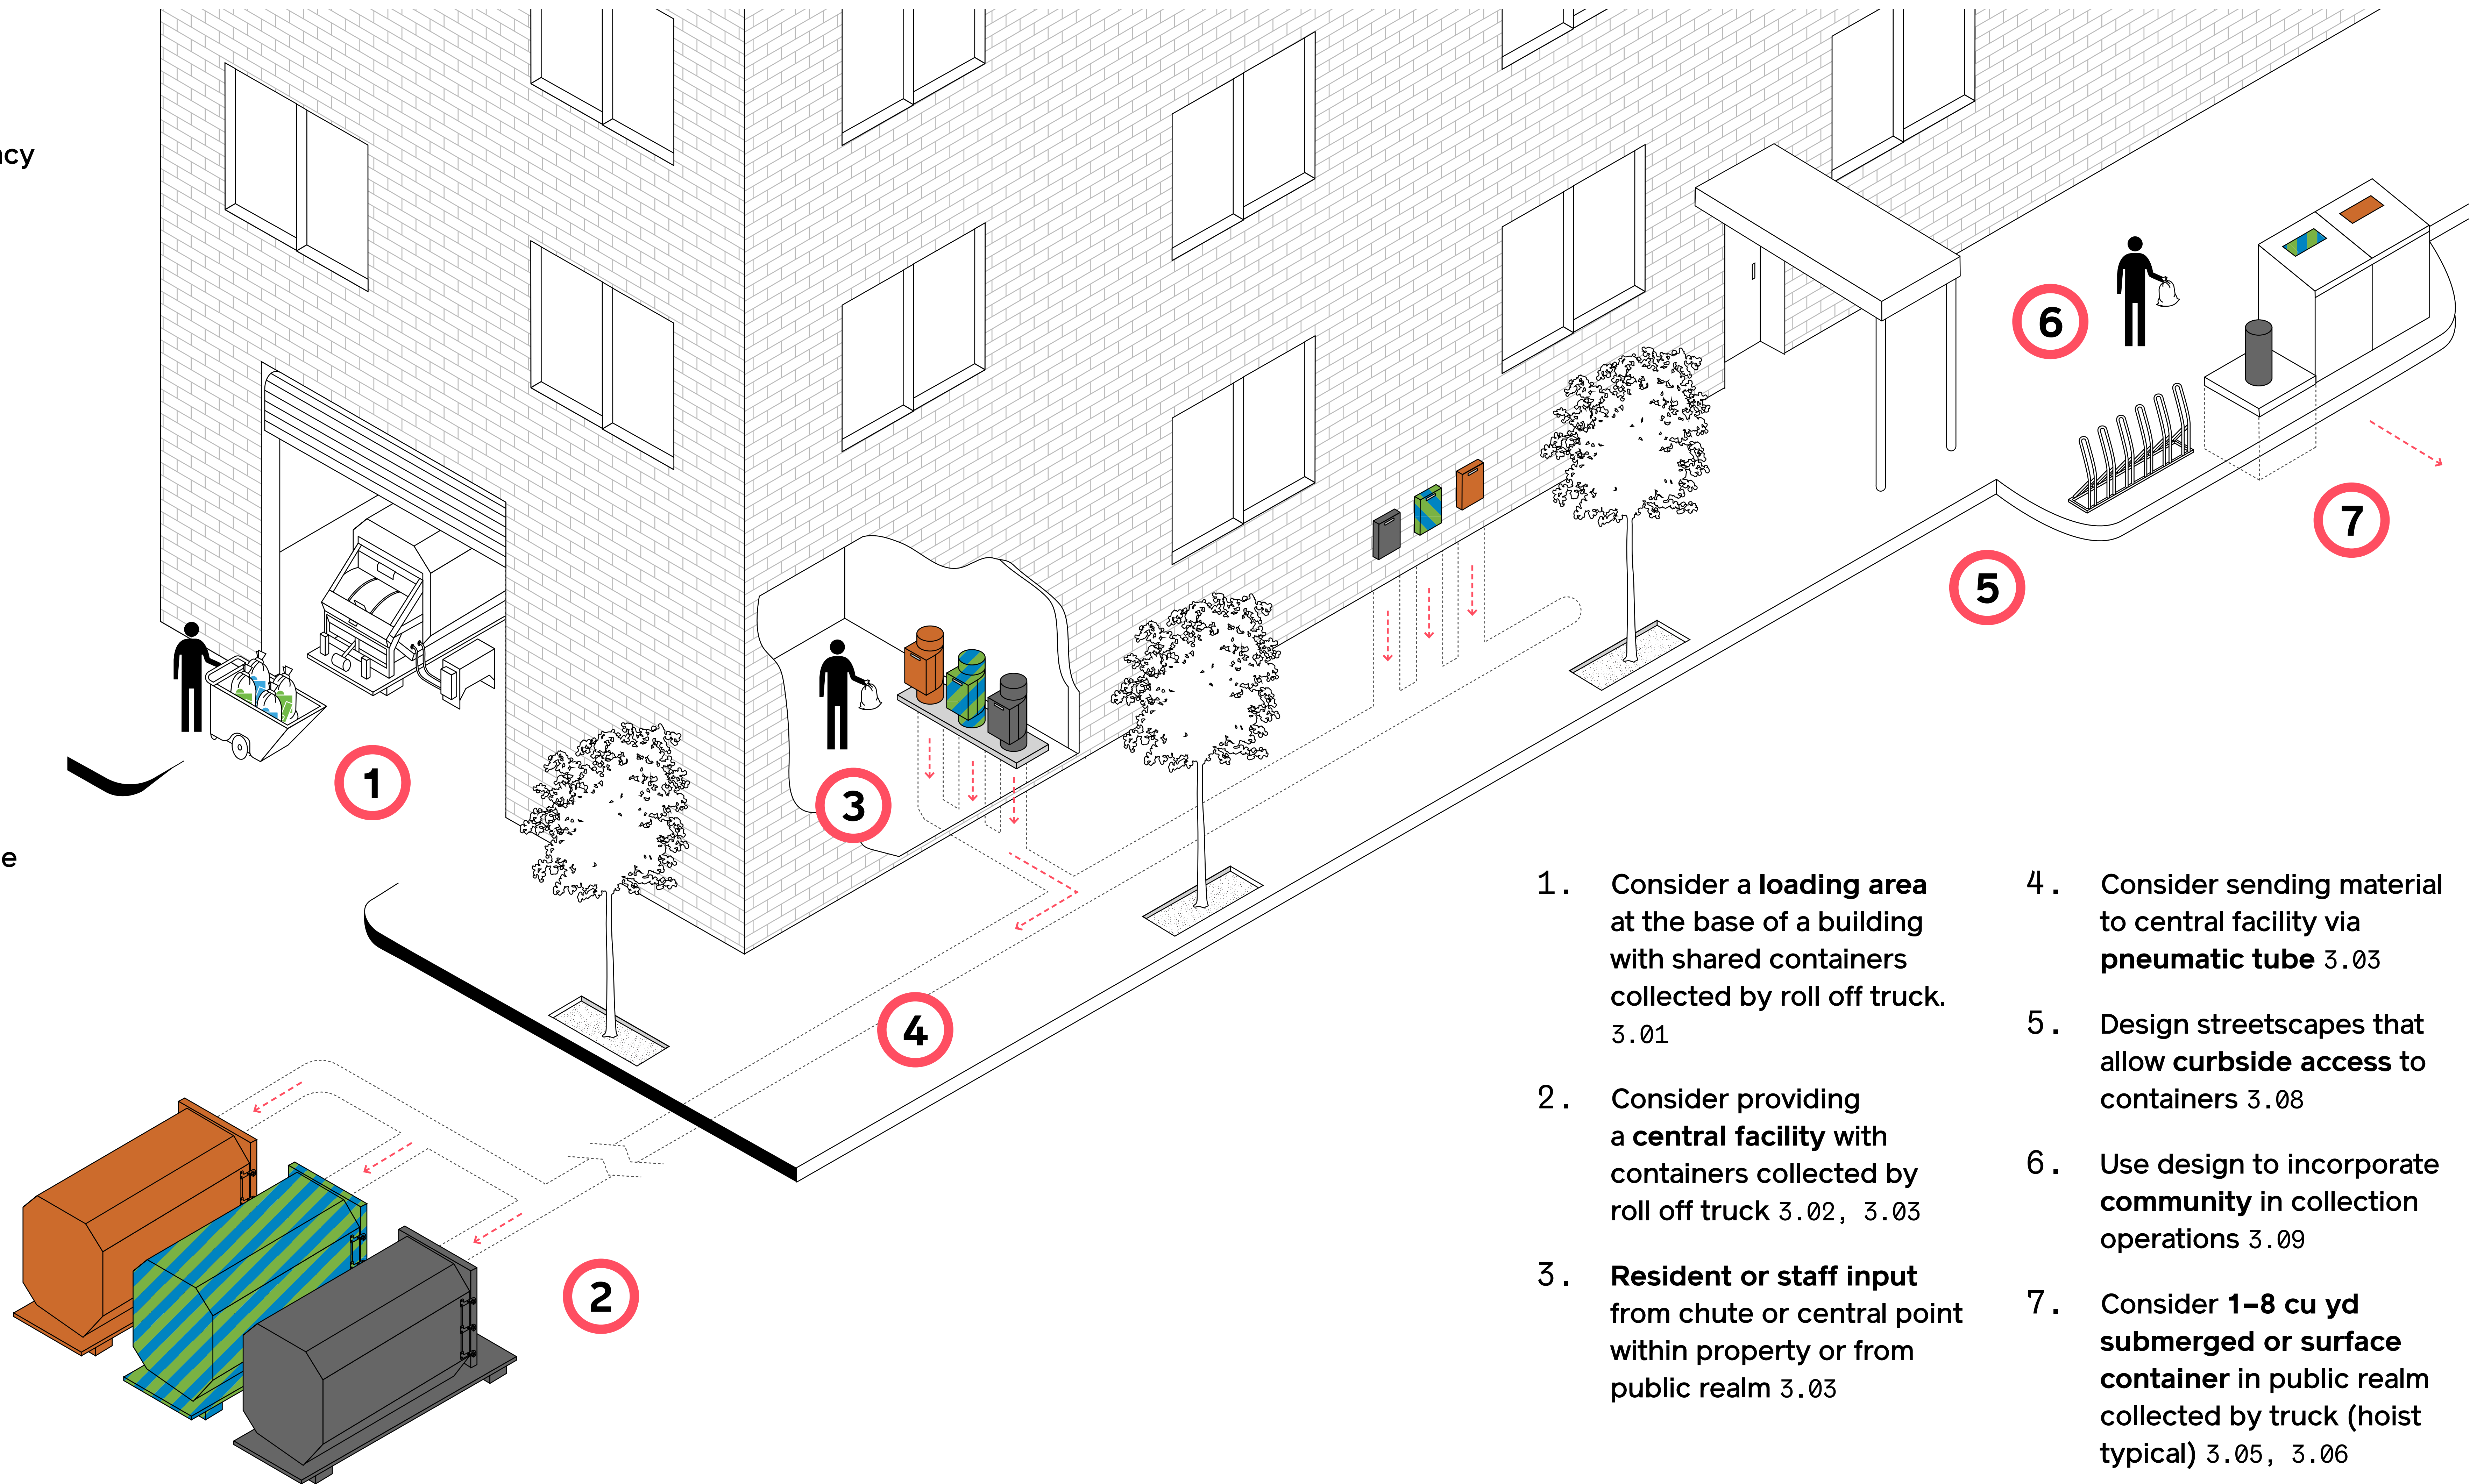 acy
e
6
7
5
1
3
4
2
1. Consider a loading area
at the base of a building
with shared containers
collected by roll off truck.
3.01
2. Consider providing
a central facility with
containers collected by
roll off truck 3.02, 3.03
3. Resident or staff input
from chute or central point
within property or from
public realm 3.03
4. Consider sending material
to central facility via
pneumatic tube 3.03
5. Design streetscapes that
allow curbside access to
containers 3.08
6. Use design to incorporate
community in collection
operations 3.09
7. Consider 1–8 cu yd
submerged or surface
container in public realm
collected by truck (hoist
typical) 3.05, 3.06